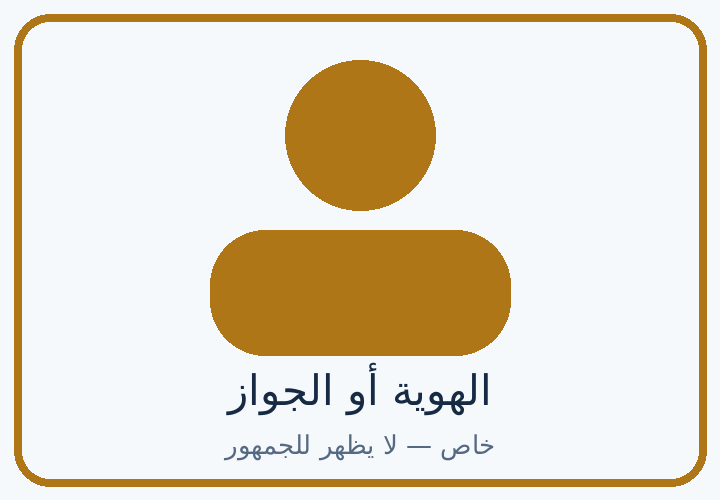 الهوية أو الجواز
خاص — لا يظهر للجمهور